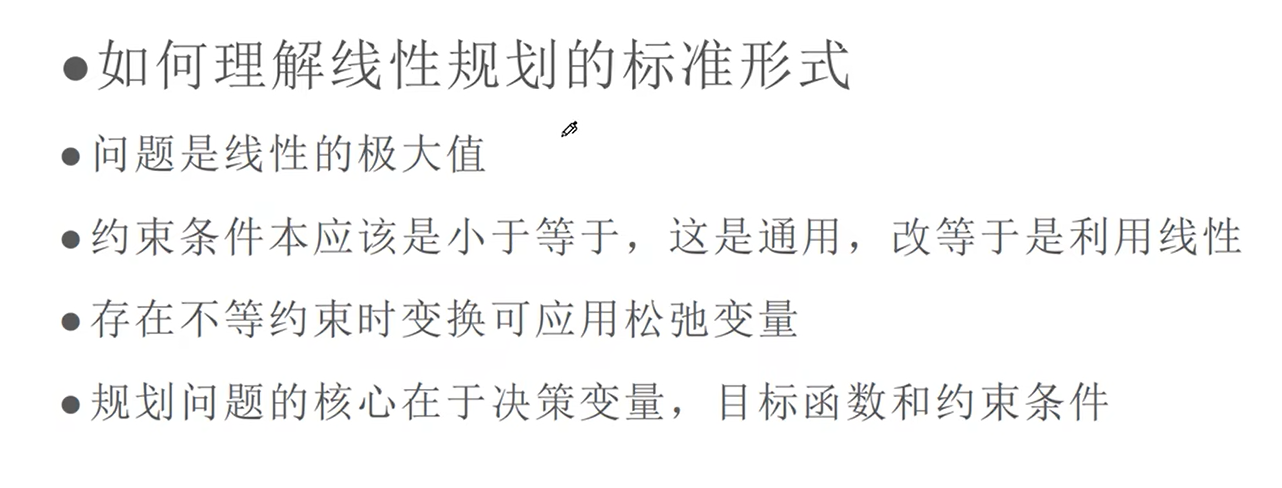 ●如何理解线性规划的标准形式
●问题是线性的极大值
●约束条件本应该是小于等于，这是通用，改等于是利用线性
●存在不等约束时变换可应用松弛变量
●规划问题的核心在于决策变量，目标函数和约束条件